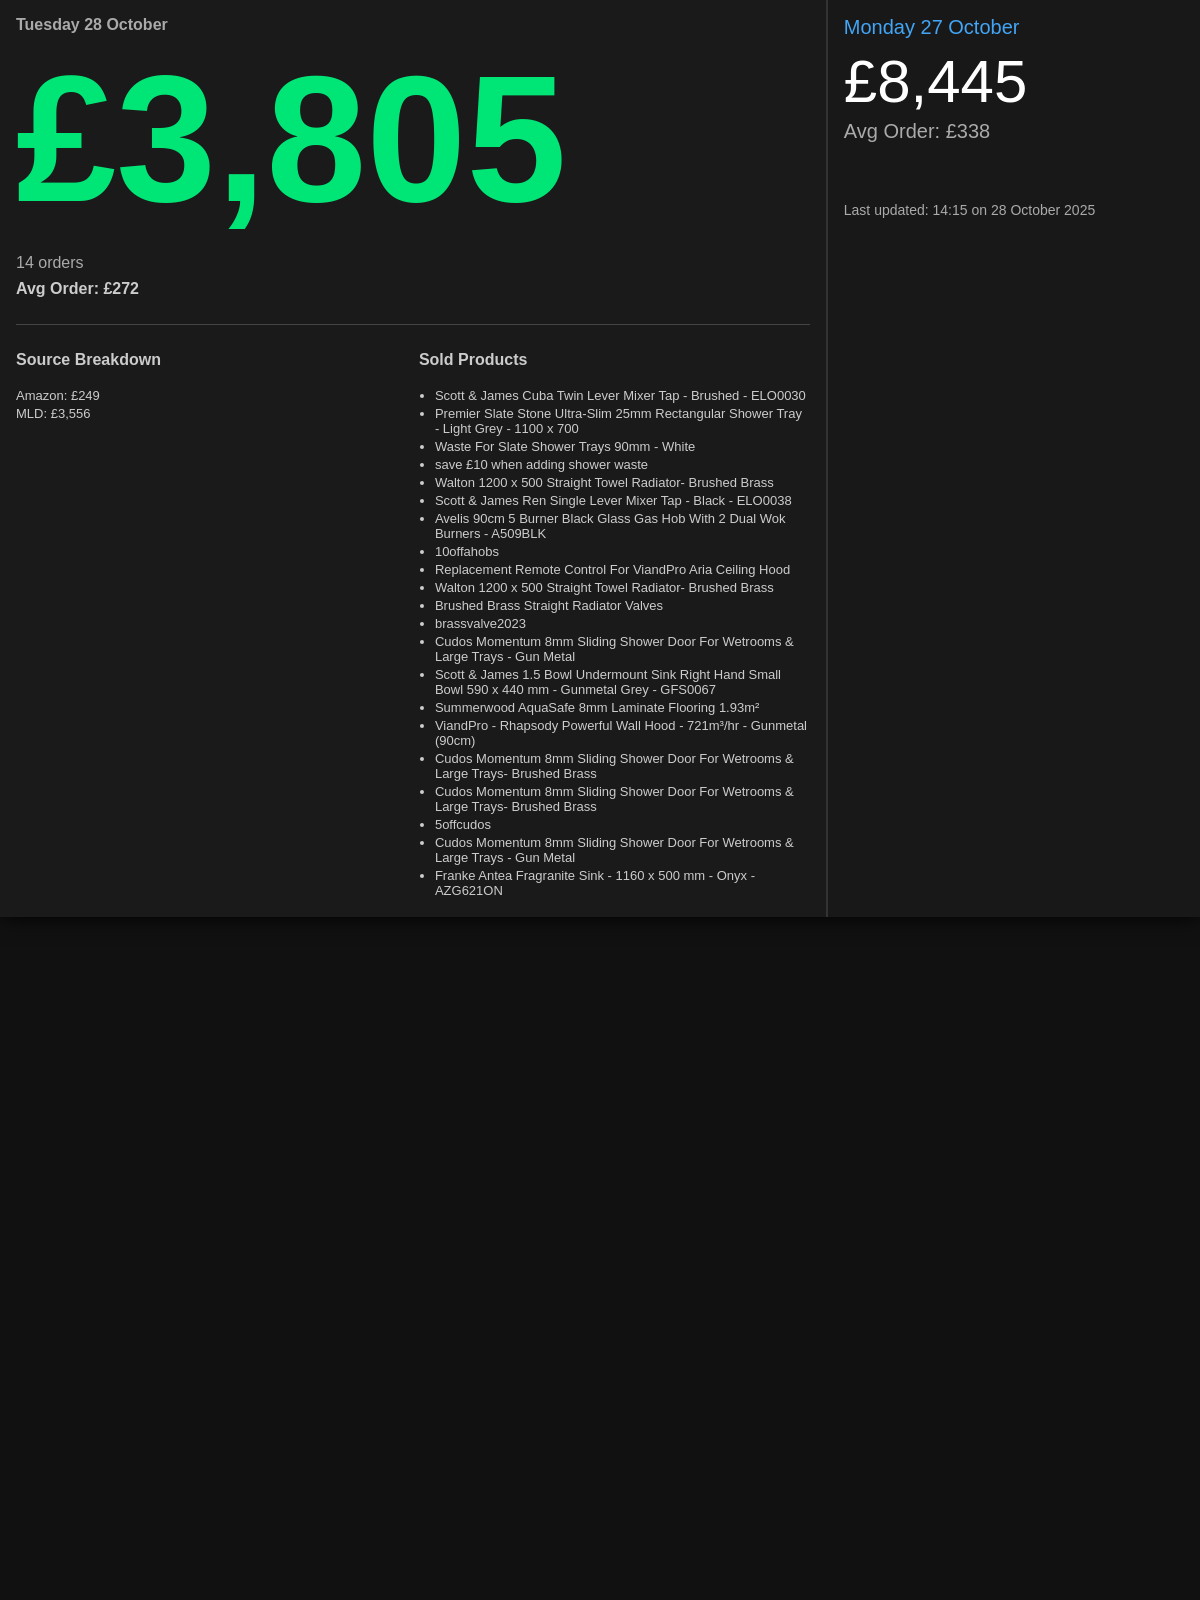 Tuesday 28 October
£3,805
14 orders
Avg Order: £272
Source Breakdown
Amazon: £249
MLD: £3,556
Sold Products
• Scott & James Cuba Twin Lever Mixer Tap - Brushed - ELO0030
• Premier Slate Stone Ultra-Slim 25mm Rectangular Shower Tray
- Light Grey - 1100 x 700
• Waste For Slate Shower Trays 90mm - White
• save £10 when adding shower waste
• Walton 1200 x 500 Straight Towel Radiator- Brushed Brass
• Scott & James Ren Single Lever Mixer Tap - Black - ELO0038
• Avelis 90cm 5 Burner Black Glass Gas Hob With 2 Dual Wok
Burners - A509BLK
• 10offahobs
• Replacement Remote Control For ViandPro Aria Ceiling Hood
• Walton 1200 x 500 Straight Towel Radiator- Brushed Brass
• Brushed Brass Straight Radiator Valves
• brassvalve2023
• Cudos Momentum 8mm Sliding Shower Door For Wetrooms &
Large Trays - Gun Metal
• Scott & James 1.5 Bowl Undermount Sink Right Hand Small
Bowl 590 x 440 mm - Gunmetal Grey - GFS0067
• Summerwood AquaSafe 8mm Laminate Flooring 1.93m²
• ViandPro - Rhapsody Powerful Wall Hood - 721m³/hr - Gunmetal
(90cm)
• Cudos Momentum 8mm Sliding Shower Door For Wetrooms &
Large Trays- Brushed Brass
• Cudos Momentum 8mm Sliding Shower Door For Wetrooms &
Large Trays- Brushed Brass
• 5offcudos
• Cudos Momentum 8mm Sliding Shower Door For Wetrooms &
Large Trays - Gun Metal
• Franke Antea Fragranite Sink - 1160 x 500 mm - Onyx -
AZG621ON
Monday 27 October
£8,445
Avg Order: £338
Last updated: 14:15 on 28 October 2025